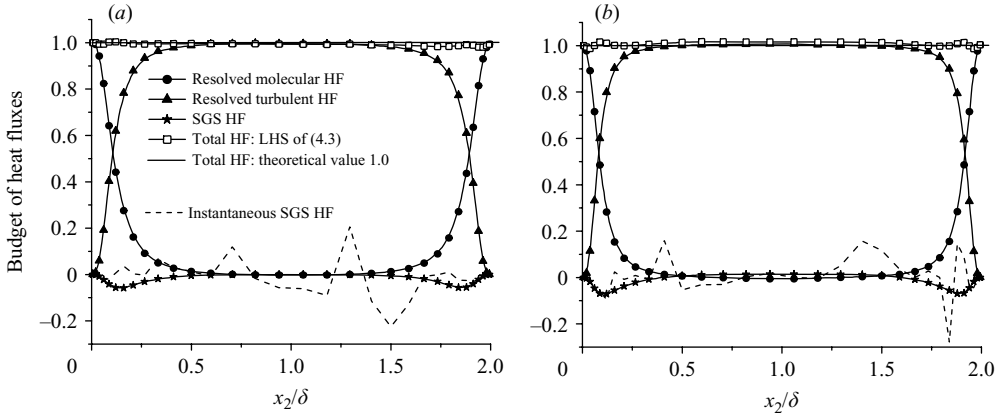 (a)
(b)
Budget of heat fluxes
1.0
0.8
0.6
0.4
0.2
0
–0.2
Resolved molecular HF
Resolved turbulent HF
SGS HF
Total HF: LHS of (4.3)
Total HF: theoretical value 1.0
Instantaneous SGS HF
0
0.5
1.0
1.5
2.0
x2/δ
1.0
0.8
0.6
0.4
0.2
0
–0.2
0
0.5
1.0
1.5
2.0
x2/δ